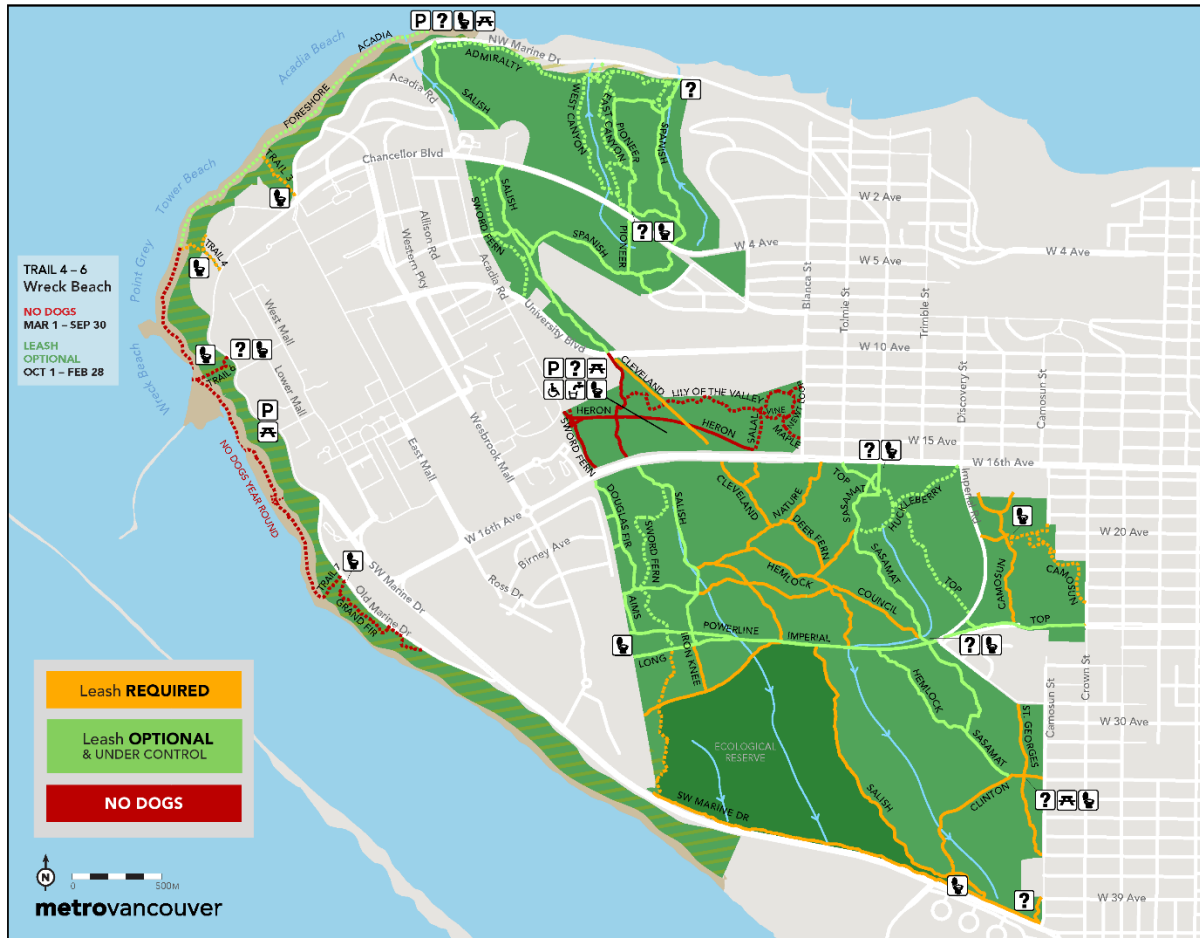 P ?
NW Marine Dr
ACADIA
Acadia Beach
ADMIRALTY
Acadia Rd
SALISH
WEST CANYON
EAST CANYON
PIONEER
SPANISH
?
FORESHORE
Chancellor Blvd
TRAIL 3
Tower Beach
W 2 Ave
SALISH
SWORD FERN
SPANISH
PIONEER
?
W 4 Ave
W 4 Ave
W 5 Ave
Allison Rd
Western Pky
Acadia Rd
TRAIL 4
Point Grey
TRAIL 4 – 6
Wreck Beach
NO DOGS
MAR 1 – SEP 30
LEASH
OPTIONAL
OCT 1 – FEB 28
Blanca St
Tolmie St
Trimble St
University Blvd
West Mall
Lower Mall
W 10 Ave
? 
TRAIL 6
Wreck Beach
P ?
CLEVELAND
LILY OF THE VALLEY
Discovery St
Camosun St
HERON
HERON
SALAL
VINE
MAPLE
SWORD FERN
P
W 15 Ave
?
W 16th Ave
East Mall
Wesbrook Mall
NO DOGS YEAR ROUND
W 16th Ave
Birney Ave
Ross Dr
DOUGLAS FIR
SALISH
SWORD FERN
CLEVELAND
NATURE
DEER FERN
TOP
SASAMAT
HUCKLEBERRY
Imperial Rd
W 20 Ave
CAMOSUN
CAMOSUN
HEMLOCK
SASAMAT
TOP
COUNCIL
TOP
SW Marine Dr
Old Marine Dr
TRAIL 7
GRAND FIR
POWERLINE
IMPERIAL
LONG
IRON KNEE
?
HEMLOCK
SASAMAT
Camosun St
Crown St
ST. GEORGES
W 30 Ave
ECOLOGICAL
RESERVE
CLINTON
SALISH
?
SW MARINE DR
?
W 39 Ave
Leash REQUIRED
Leash OPTIONAL
& UNDER CONTROL
NO DOGS
N
0 500M
metrovancouver